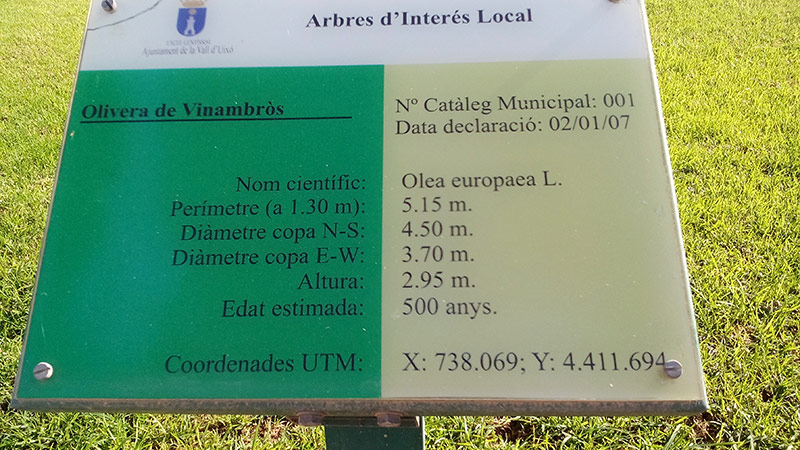 Arbres d'Interés Local
Ajuntament de la Vall d'Uixó
Olivera de Vinambròs
Nº Catàleg Municipal: 001
Data declaració: 02/01/07
Nom científic: Olea europaea L.
Perímetre (a 1.30 m): 5.15 m.
Diàmetre copa N-S: 4.50 m.
Diàmetre copa E-W: 3.70 m.
Altura: 2.95 m.
Edat estimada: 500 anys.
Coordenades UTM: X: 738.069; Y: 4.411.694